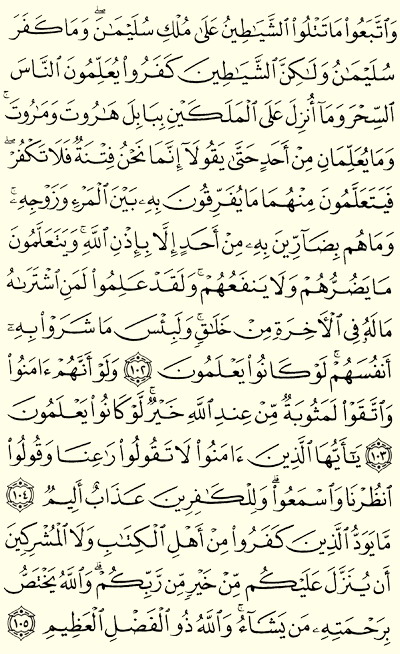 وَٱتَّبَعُوا۟ مَا تَتْلُوا۟ ٱلشَّيَـٰطِينُ عَلَىٰ مُلْكِ سُلَيْمَـٰنَ ۖ وَمَا كَفَرَ
سُلَيْمَـٰنُ وَلَـٰكِنَّ ٱلشَّيَـٰطِينَ كَفَرُوا۟ يُعَلِّمُونَ ٱلنَّاسَ
ٱلسِّحْرَ وَمَآ أُنزِلَ عَلَى ٱلْمَلَكَيْنِ بِبَابِلَ هَـٰرُوتَ وَمَـٰرُوتَ ۚ
وَمَا يُعَلِّمَانِ مِنْ أَحَدٍ حَتَّىٰ يَقُولَآ إِنَّمَا نَحْنُ فِتْنَةٌ فَلَا تَكْفُرْ ۖ
فَيَتَعَلَّمُونَ مِنْهُمَا مَا يُفَرِّقُونَ بِهِۦ بَيْنَ ٱلْمَرْءِ وَزَوْجِهِۦ ۚ
وَمَا هُم بِضَآرِّينَ بِهِۦ مِنْ أَحَدٍ إِلَّا بِإِذْنِ ٱللَّهِ ۚ وَيَتَعَلَّمُونَ
مَا يَضُرُّهُمْ وَلَا يَنفَعُهُمْ ۚ وَلَقَدْ عَلِمُوا۟ لَمَنِ ٱشْتَرَىٰهُ
مَا لَهُۥ فِى ٱلْـَٔاخِرَةِ مِنْ خَلَـٰقٍ ۚ وَلَبِئْسَ مَا شَرَوْا۟ بِهِۦٓ
أَنفُسَهُمْ ۚ لَوْ كَانُوا۟ يَعْلَمُونَ ١٠٢ وَلَوْ أَنَّهُمْ ءَامَنُوا۟
وَٱتَّقَوْا۟ لَمَثُوبَةٌ مِّنْ عِندِ ٱللَّهِ خَيْرٌ ۖ لَّوْ كَانُوا۟ يَعْلَمُونَ
١٠٣ يَـٰٓأَيُّهَا ٱلَّذِينَ ءَامَنُوا۟ لَا تَقُولُوا۟ رَٰعِنَا وَقُولُوا۟
ٱنظُرْنَا وَٱسْمَعُوا۟ ۗ وَلِلْكَـٰفِرِينَ عَذَابٌ أَلِيمٌ ١٠٤
مَّا يَوَدُّ ٱلَّذِينَ كَفَرُوا۟ مِنْ أَهْلِ ٱلْكِتَـٰبِ وَلَا ٱلْمُشْرِكِينَ
أَن يُنَزَّلَ عَلَيْكُم مِّنْ خَيْرٍ مِّن رَّبِّكُمْ ۗ وَٱللَّهُ يَخْتَصُّ
بِرَحْمَتِهِۦ مَن يَشَآءُ ۚ وَٱللَّهُ ذُو ٱلْفَضْلِ ٱلْعَظِيمِ ١٠٥